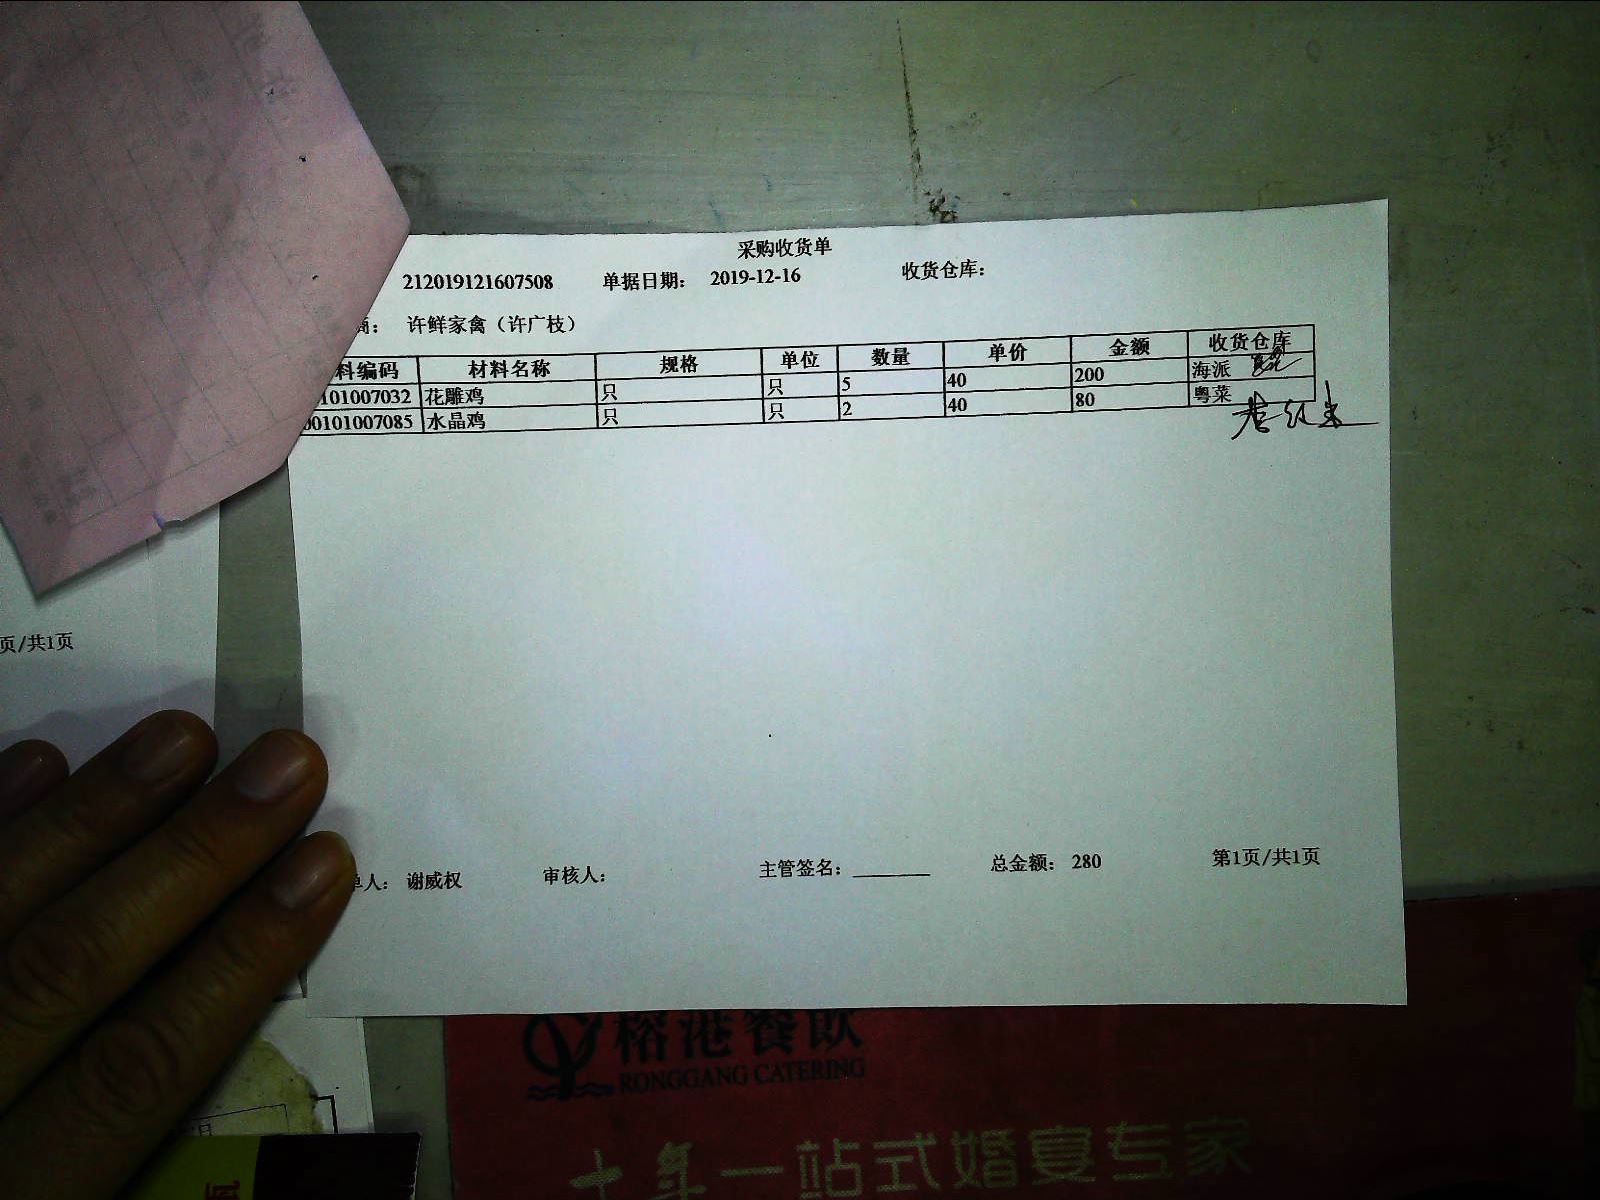 采购收货单
212019121607508 单据日期： 2019-12-16 收货仓库：
商： 许鲜家禽（许广枝）
料编码 材料名称 规格 单位 数量 单价 金额 收货仓库
101007032 花雕鸡 只 只 5 40 200 海派
00101007085 水晶鸡 只 只 2 40 80 粤菜
页/共1页
单人： 谢威权 审核人： 主管签名： 总金额： 280 第1页/共1页
榕港餐饮
RONGGANG CATERING
十年一站式婚宴专家